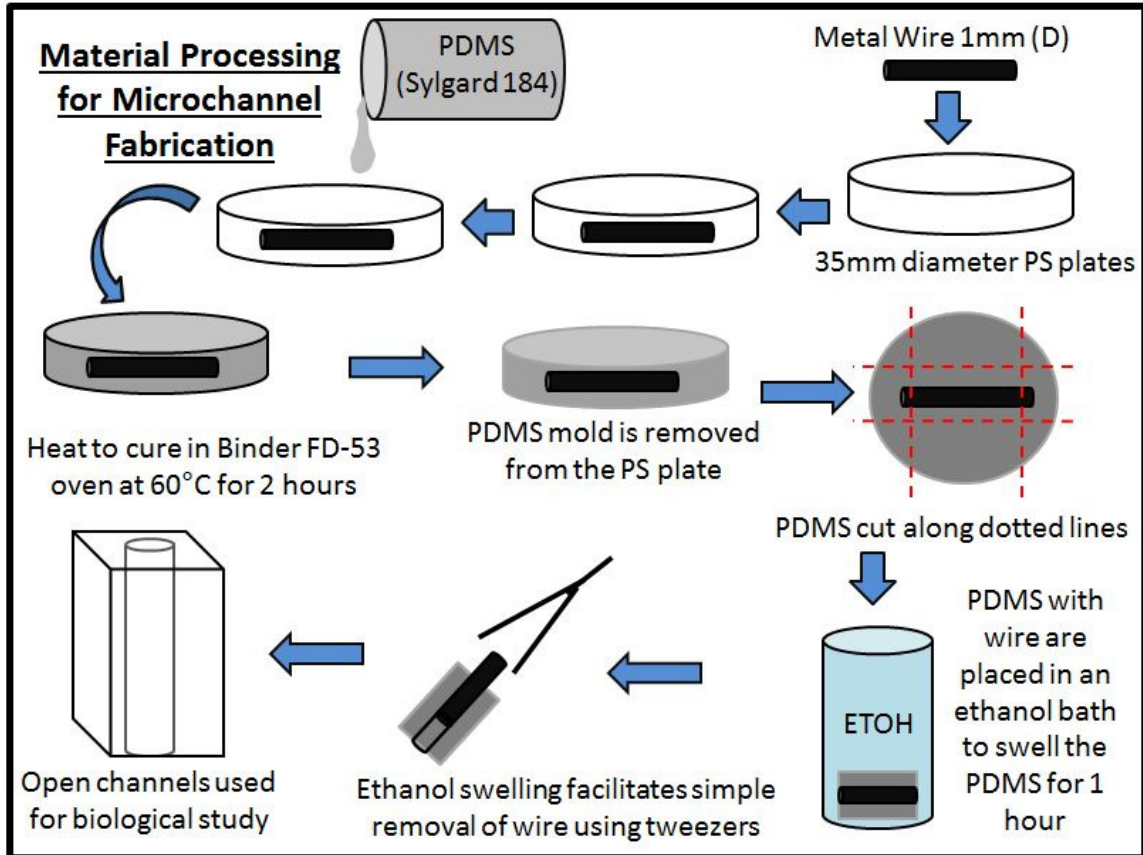 Material Processing
for Microchannel
Fabrication
PDMS
(Sylgard 184)
Metal Wire 1mm (D)
35mm diameter PS plates
Heat to cure in Binder FD-53
oven at 60°C for 2 hours
PDMS mold is removed
from the PS plate
PDMS cut along dotted lines
PDMS with
wire are
placed in an
ethanol bath
to swell the
PDMS for 1
hour
ETOH
Ethanol swelling facilitates simple
removal of wire using tweezers
Open channels used
for biological study